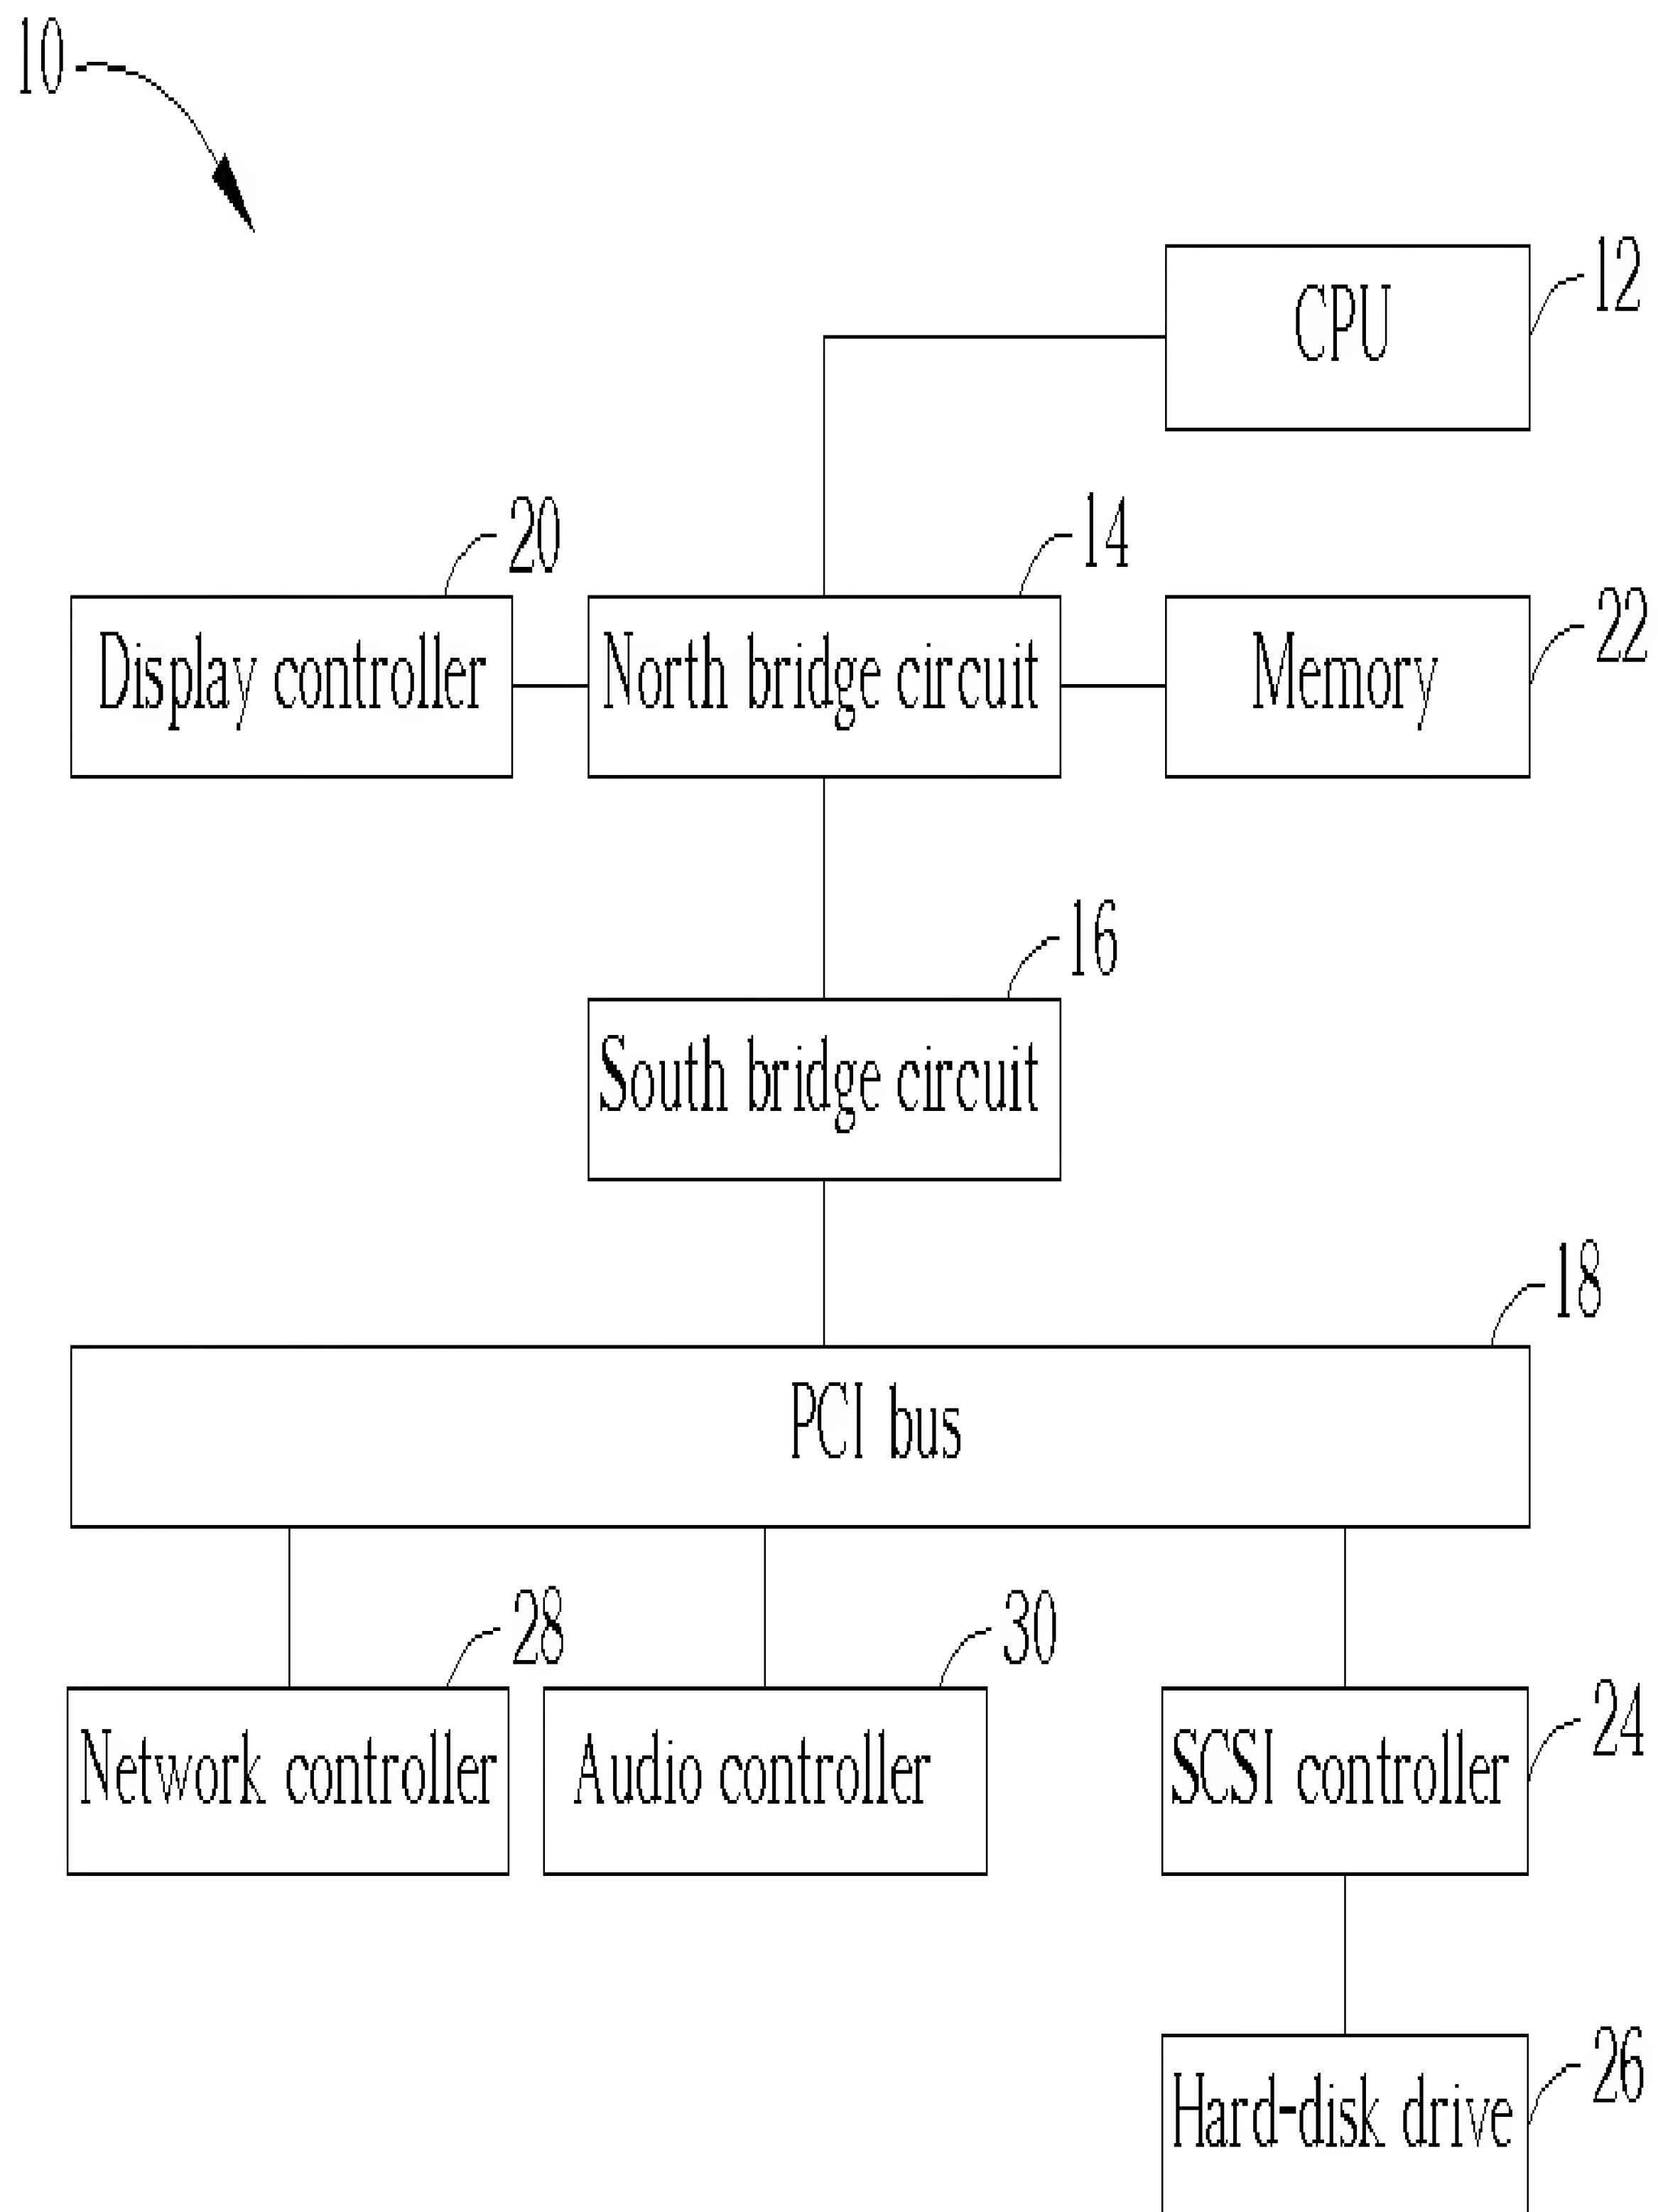 10
CPU
12
20
14
Display controller
North bridge circuit
Memory
22
16
South bridge circuit
18
PCI bus
28
30
Network controller
Audio controller
SCSI controller
24
Hard-disk drive
26